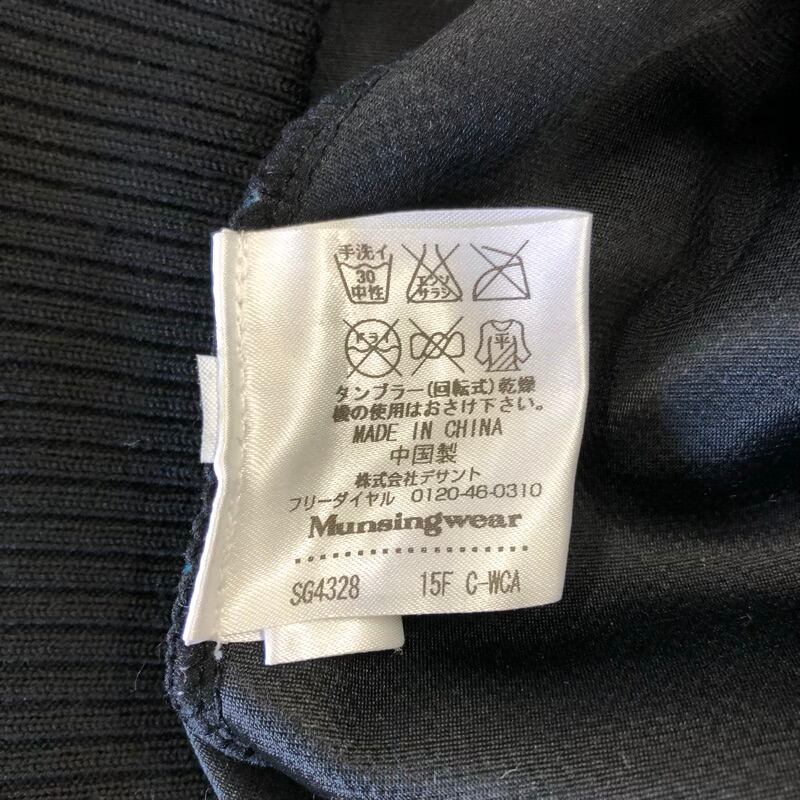 手洗イ
30
中性
エンソ
サラシ
ドライ
平
タンブラー(回転式)乾燥
機の使用はおさけ下さい。
MADE IN CHINA
中国製
株式会社デサント
フリーダイヤル 0120-46-0310
Munsingwear
SG4328 15F C-WCA